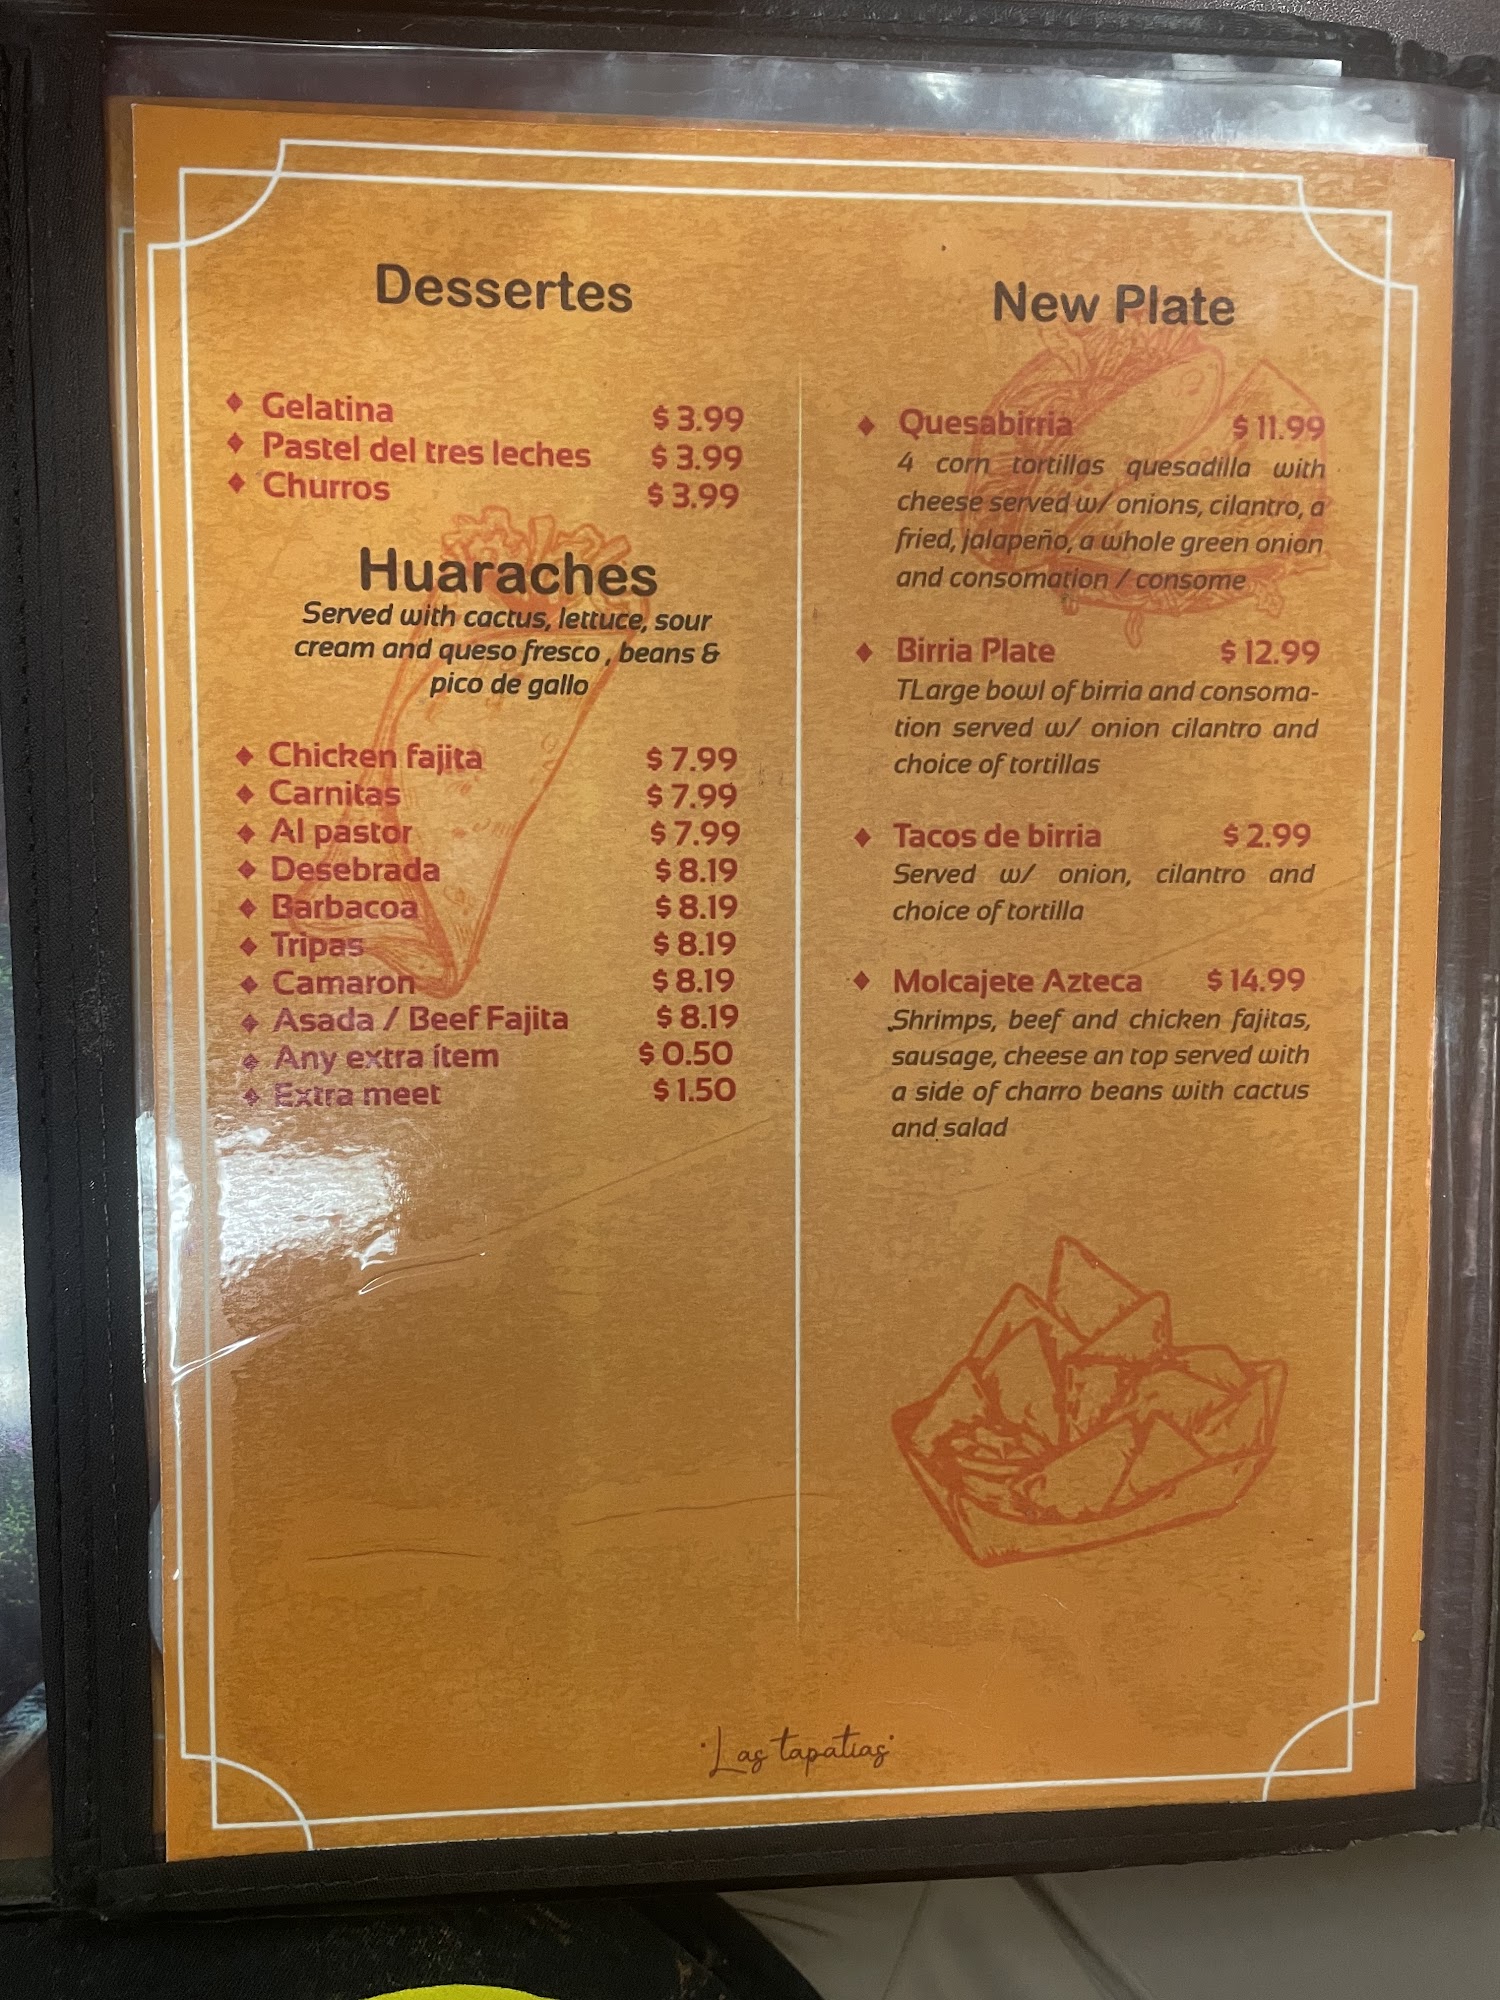 Dessertes
Gelatina $ 3.99
Pastel del tres leches $ 3.99
Churros $ 3.99
Huaraches
Served with cactus, lettuce, sour
cream and queso fresco , beans &
pico de gallo
Chicken fajita $ 7.99
Carnitas $ 7.99
Al pastor $ 7.99
Desebrada $ 8.19
Barbacoa $ 8.19
Tripas $ 8.19
Camaron $ 8.19
Asada / Beef Fajita $ 8.19
Any extra ítem $ 0.50
Extra meet $ 1.50
New Plate
Quesabirria $ 11.99
4 corn tortillas quesadilla with
cheese served w/ onions, cilantro, a
fried, jalapeño, a whole green onion
and consomation / consome
Birria Plate $ 12.99
TLarge bowl of birria and consoma-
tion served w/ onion cilantro and
choice of tortillas
Tacos de birria $ 2.99
Served w/ onion, cilantro and
choice of tortilla
Molcajete Azteca $ 14.99
Shrimps, beef and chicken fajitas,
sausage, cheese an top served with
a side of charro beans with cactus
and salad
"Las tapatias"